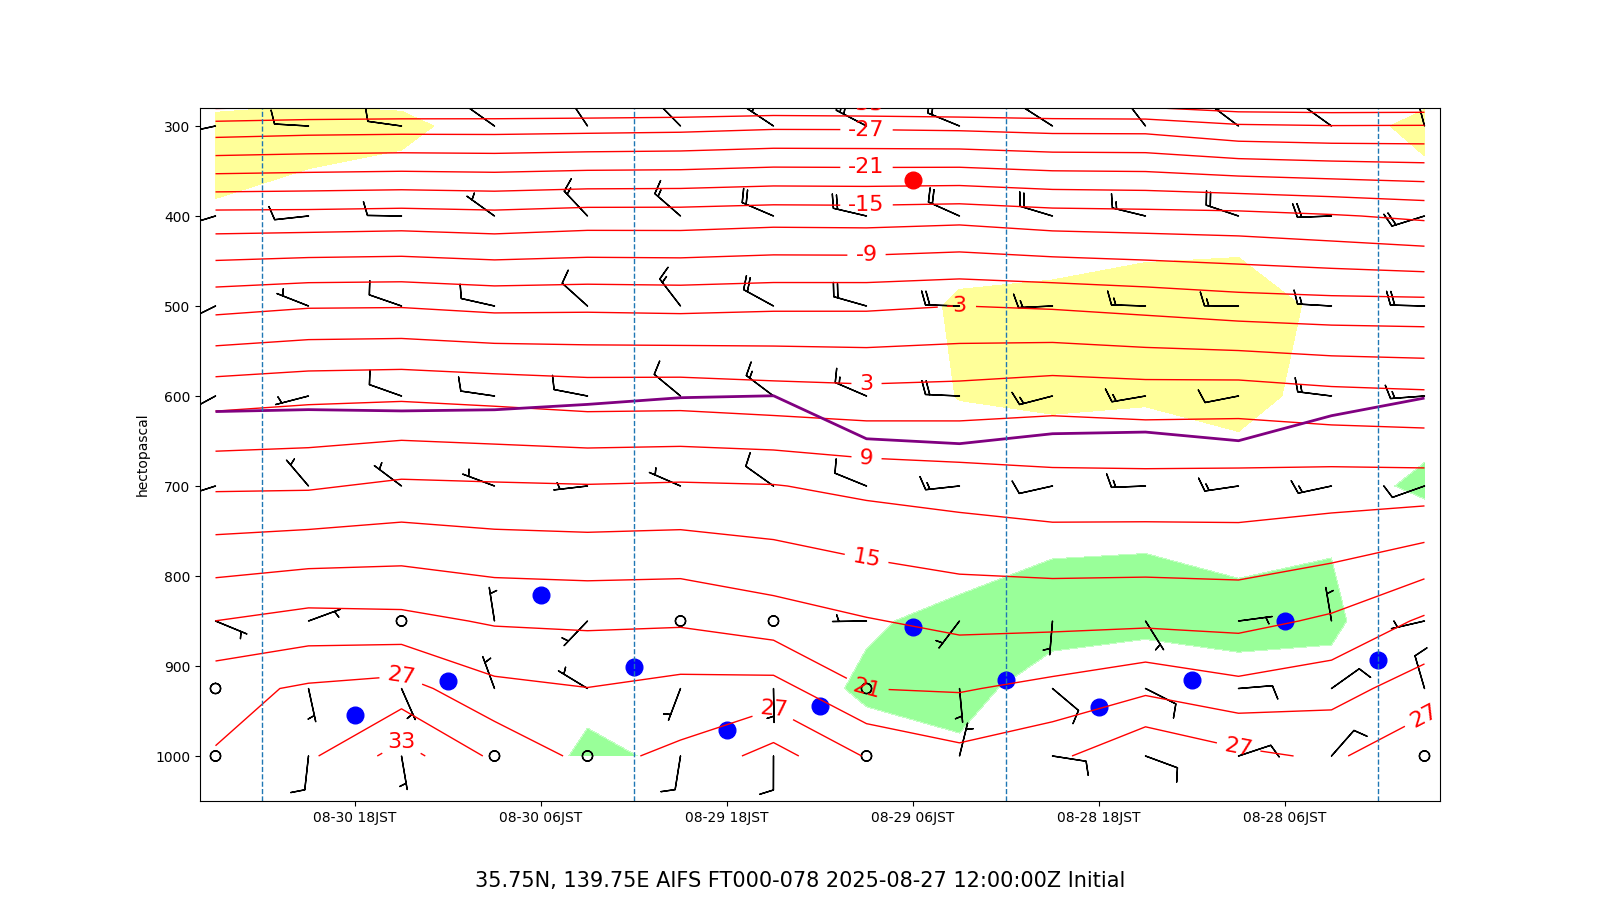 300
-27
-21
400
-15
-9
500
3
600
3
9
700
15
800
900
27
21
27
27
1000
33
27
hectopascal
08-30 18JST
08-30 06JST
08-29 18JST
08-29 06JST
08-28 18JST
08-28 06JST
35.75N, 139.75E AIFS FT000-078 2025-08-27 12:00:00Z Initial